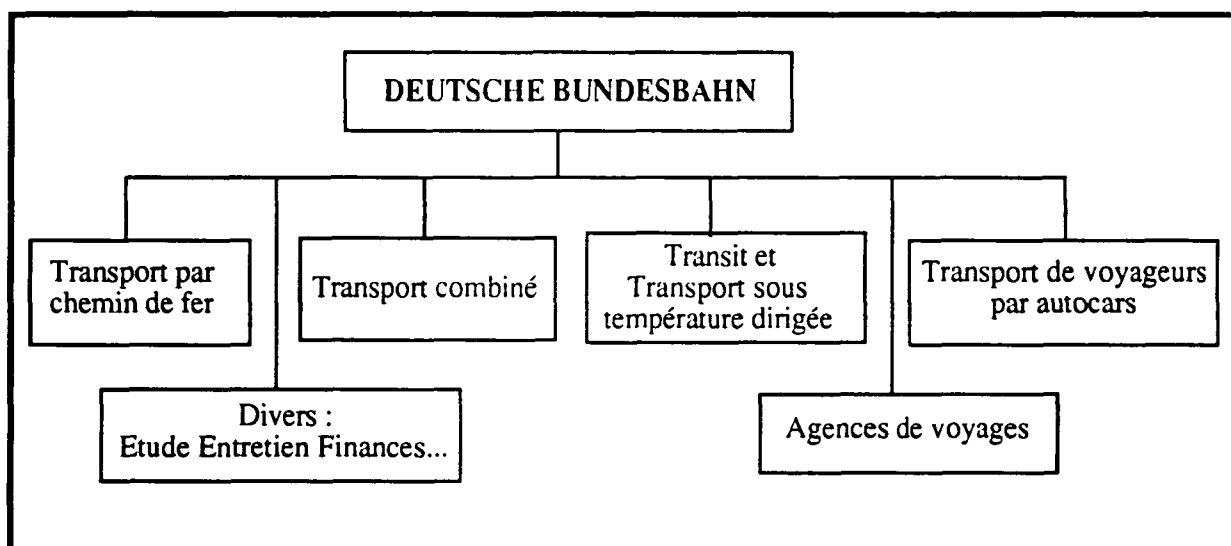 DEUTSCHE BUNDESBAHN
Transport par
chemin de fer
Transport combiné
Transit et
Transport sous
température dirigée
Transport de voyageurs
par autocars
Divers :
Etude Entretien Finances...
Agences de voyages